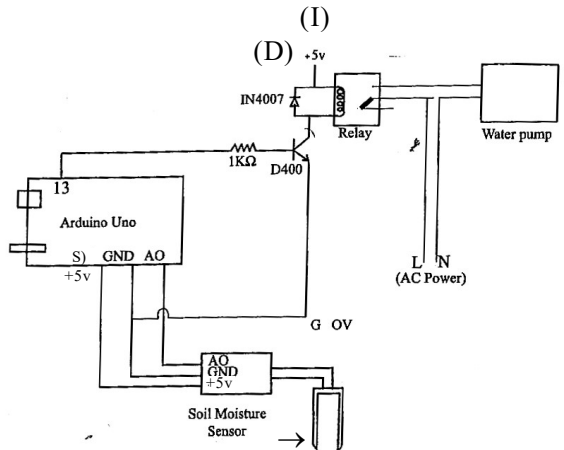 (I)
(D)
+5v
IN4007
Relay
Water pump
1KΩ
D400
13
Arduino Uno
S) GND AO
+5v
L N
(AC Power)
G OV
AO
GND
+5v
Soil Moisture
Sensor